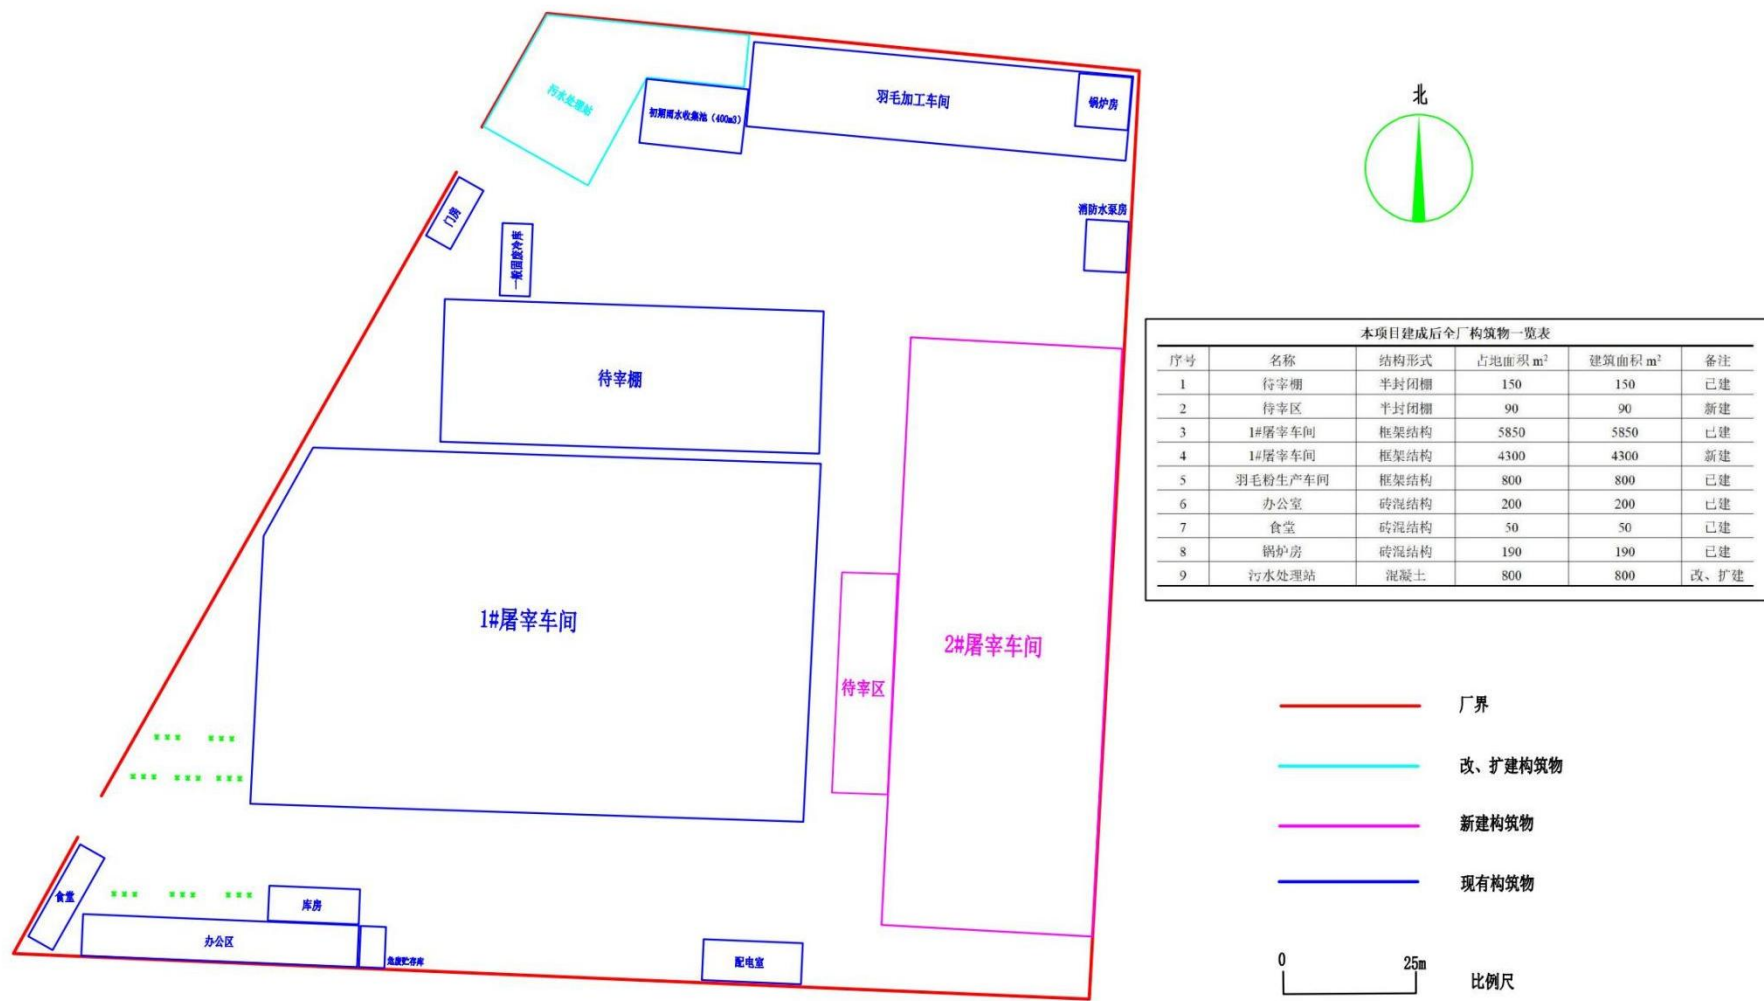 北
污水处理站
初期雨水收集池（400m3）
羽毛加工车间
锅炉房
门房
一般固废冷库
消防水泵房
待宰棚
1#屠宰车间
2#屠宰车间
待宰区
食堂
库房
办公区
危废贮存库
配电室
本项目建成后全厂构筑物一览表
序号 名称 结构形式 占地面积 m² 建筑面积 m² 备注
1 待宰棚 半封闭棚 150 150 已建
2 待宰区 半封闭棚 90 90 新建
3 1#屠宰车间 框架结构 5850 5850 已建
4 1#屠宰车间 框架结构 4300 4300 新建
5 羽毛粉生产车间 框架结构 800 800 已建
6 办公室 砖混结构 200 200 已建
7 食堂 砖混结构 50 50 已建
8 锅炉房 砖混结构 190 190 已建
9 污水处理站 混凝土 800 800 改、扩建
厂界
改、扩建构筑物
新建构筑物
现有构筑物
0 25m
比例尺